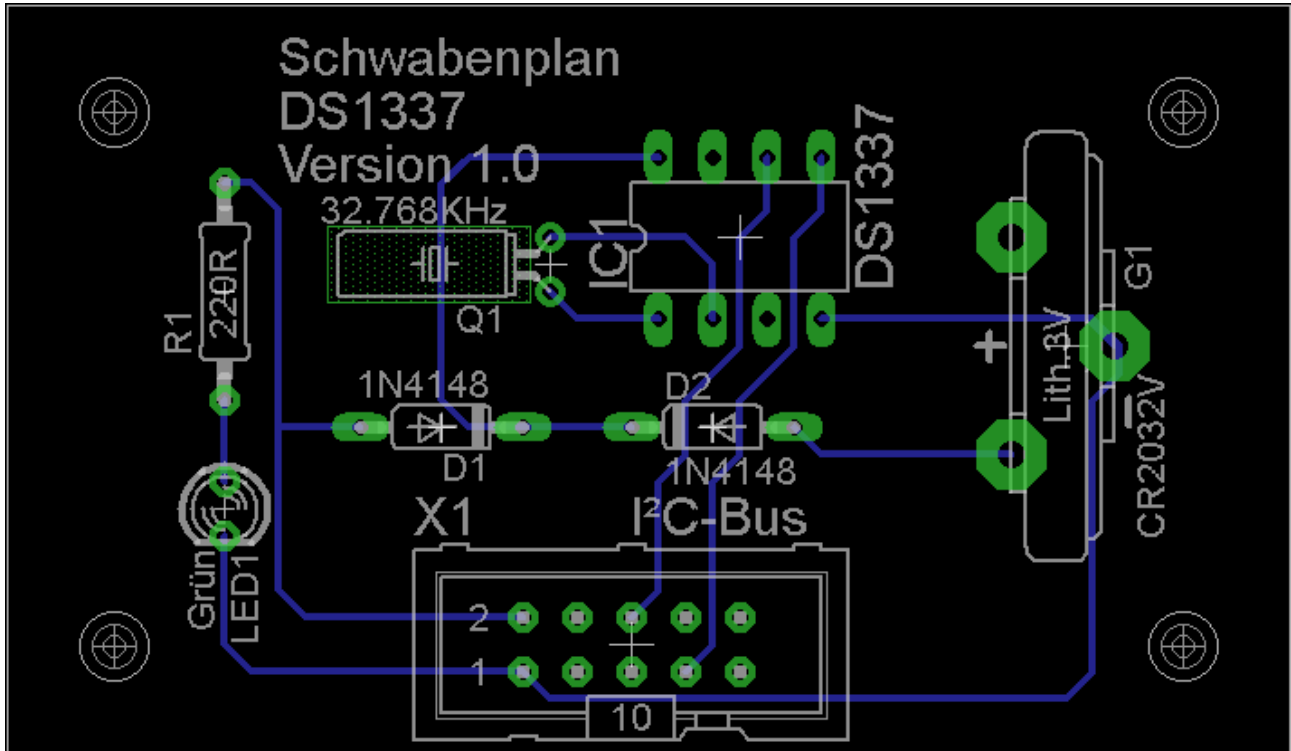 Schwabenplan
DS1337
Version 1.0
32.768KHz
Q1
IC1
DS1337
G1
R1
220R
+
Lith.3V
–
CR2032V
1N4148
D1
D2
1N4148
Grün
LED1
X1
I²C-Bus
2
1
10